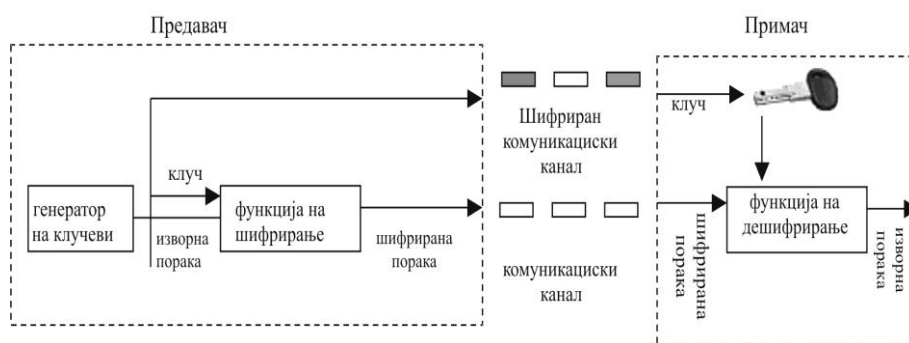 Предавач
Примач
клуч
Шифриран
комуникациски
канал
клуч
генератор
на клучеви
изворна
порака
функција на
шифрирање
шифрирана
порака
комуникациски
канал
шифрирана
порака
функција на
дешифрирање
изворна
порака